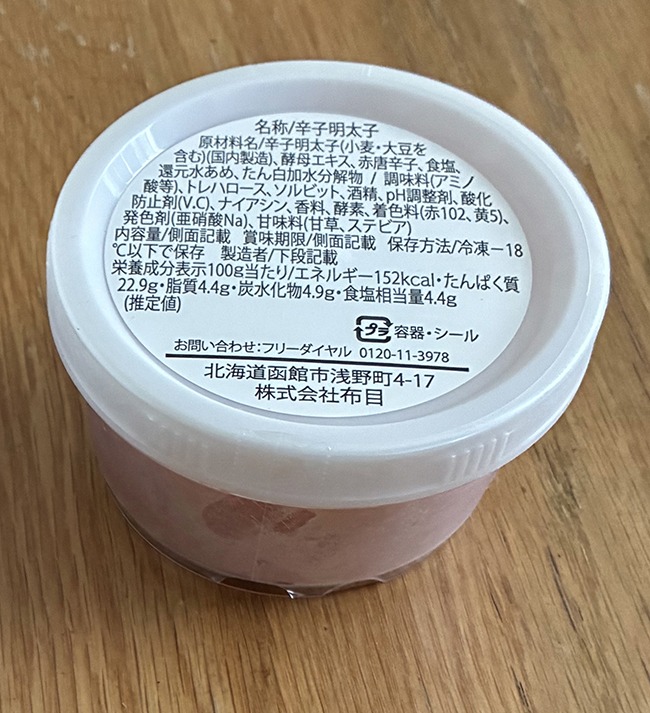 名称/辛子明太子
原材料名/辛子明太子(小麦・大豆を
含む)(国内製造)、酵母エキス、赤唐辛子、食塩、
還元水あめ、たん白加水分解物 / 調味料(アミノ
酸等)、トレハロース、ソルビット、酒精、pH調整剤、酸化
防止剤(V.C)、ナイアシン、香料、酵素、着色料(赤102、黄5)、
発色剤(亜硝酸Na)、甘味料(甘草、ステビア)
内容量/側面記載 賞味期限/側面記載 保存方法/冷凍－18
℃以下で保存 製造者/下段記載
栄養成分表示100g当たり/エネルギー152kcal・たんぱく質
22.9g・脂質4.4g・炭水化物4.9g・食塩相当量4.4g
(推定値)
プラ 容器・シール
お問い合わせ:フリーダイヤル 0120-11-3978
北海道函館市浅野町4-17
株式会社布目